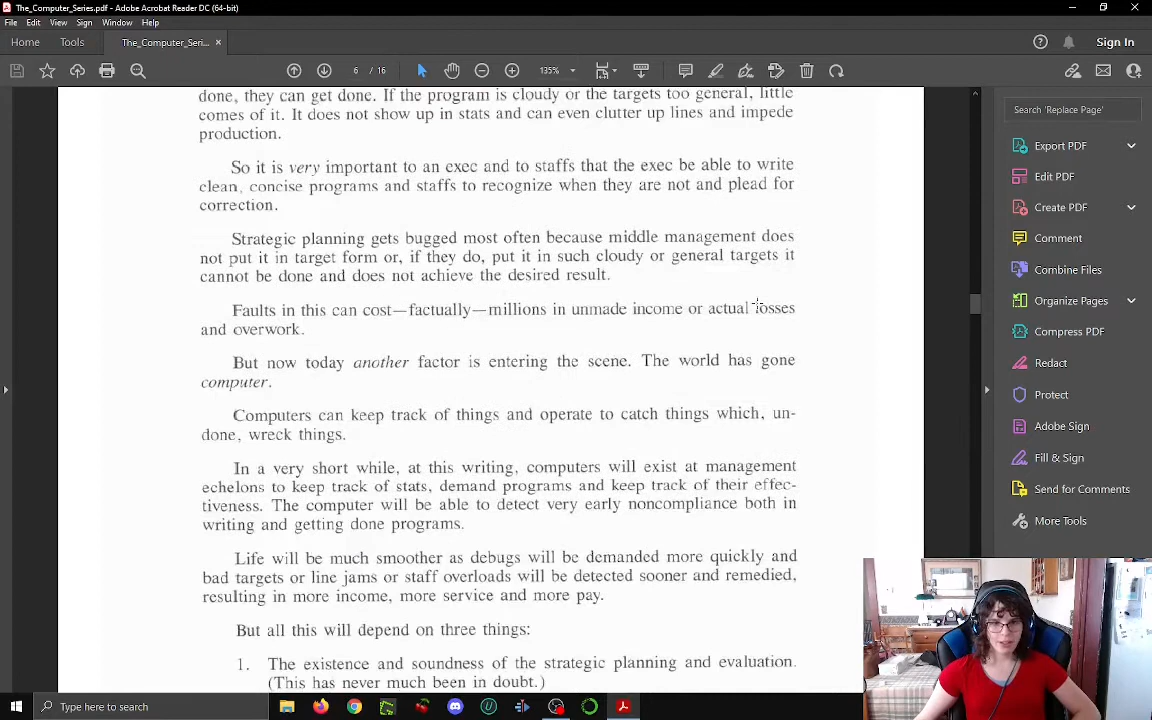 The_Computer_Series.pdf - Adobe Acrobat Reader DC (64-bit)
File Edit View Sign Window Help
Home Tools The_Computer_Seri... × Sign In
6 / 16 135%
done, they can get done. If the program is cloudy or the targets too general, little
comes of it. It does not show up in stats and can even clutter up lines and impede
production.
So it is very important to an exec and to staffs that the exec be able to write
clean, concise programs and staffs to recognize when they are not and plead for
correction.
Strategic planning gets bugged most often because middle management does
not put it in target form or, if they do, put it in such cloudy or general targets it
cannot be done and does not achieve the desired result.
Faults in this can cost—factually—millions in unmade income or actual losses
and overwork.
But now today another factor is entering the scene. The world has gone
computer.
Computers can keep track of things and operate to catch things which, un-
done, wreck things.
In a very short while, at this writing, computers will exist at management
echelons to keep track of stats, demand programs and keep track of their effec-
tiveness. The computer will be able to detect very early noncompliance both in
writing and getting done programs.
Life will be much smoother as debugs will be demanded more quickly and
bad targets or line jams or staff overloads will be detected sooner and remedied,
resulting in more income, more service and more pay.
But all this will depend on three things:
1. The existence and soundness of the strategic planning and evaluation.
(This has never much been in doubt.)
Search 'Replace Page'
Export PDF
Edit PDF
Create PDF
Comment
Combine Files
Organize Pages
Compress PDF
Redact
Protect
Adobe Sign
Fill & Sign
Send for Comments
More Tools
Type here to search